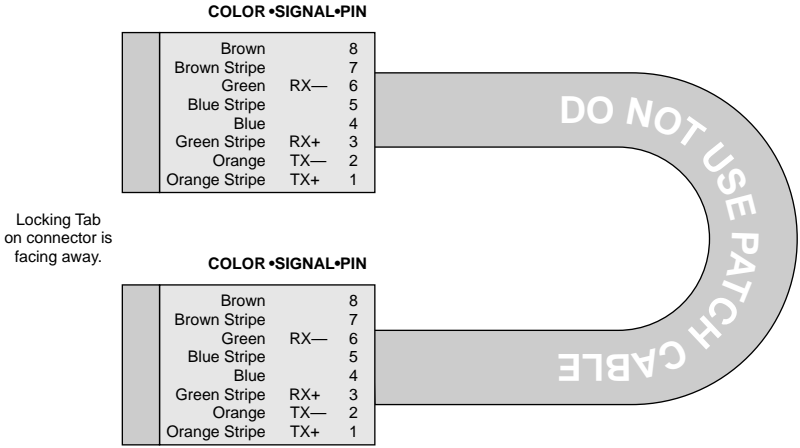 COLOR •SIGNAL•PIN
Brown 8
Brown Stripe 7
Green RX— 6
Blue Stripe 5
Blue 4
Green Stripe RX+ 3
Orange TX— 2
Orange Stripe TX+ 1
DO NOT USE PATCH CABLE
Locking Tab
on connector is
facing away.
COLOR •SIGNAL•PIN
Brown 8
Brown Stripe 7
Green RX— 6
Blue Stripe 5
Blue 4
Green Stripe RX+ 3
Orange TX— 2
Orange Stripe TX+ 1